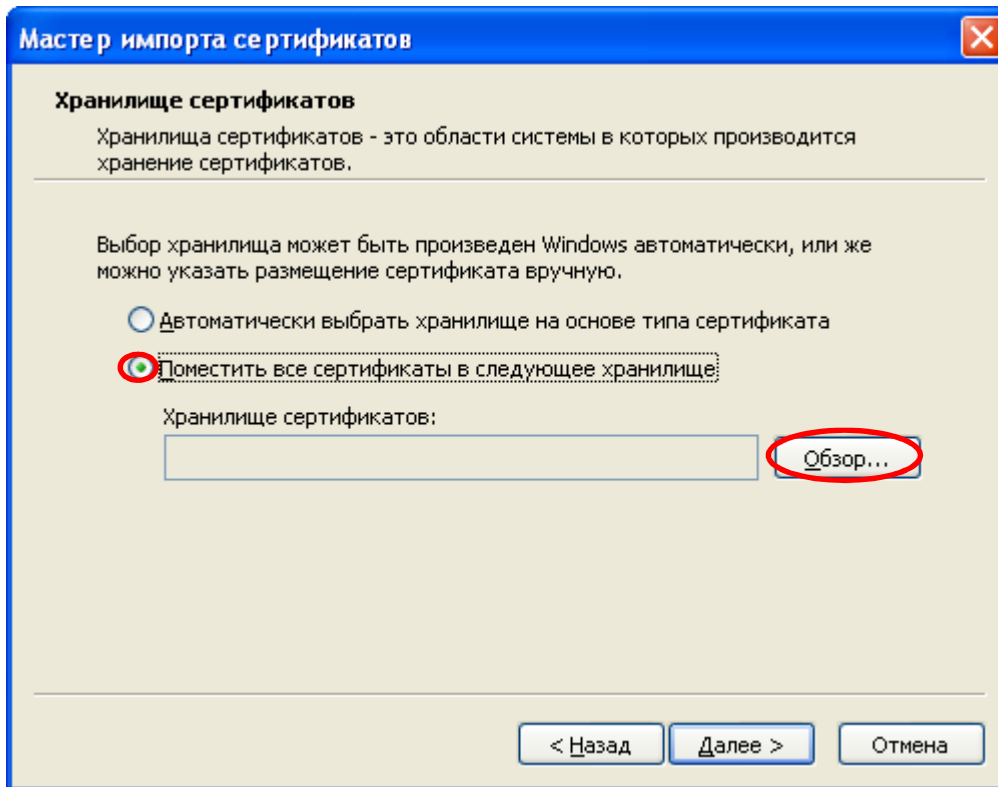 Мастер импорта сертификатов
Хранилище сертификатов
Хранилища сертификатов - это области системы в которых производится
хранение сертификатов.
Выбор хранилища может быть произведен Windows автоматически, или же
можно указать размещение сертификата вручную.
Автоматически выбрать хранилище на основе типа сертификата
Поместить все сертификаты в следующее хранилище
Хранилище сертификатов:
Обзор...
< Назад
Далее >
Отмена